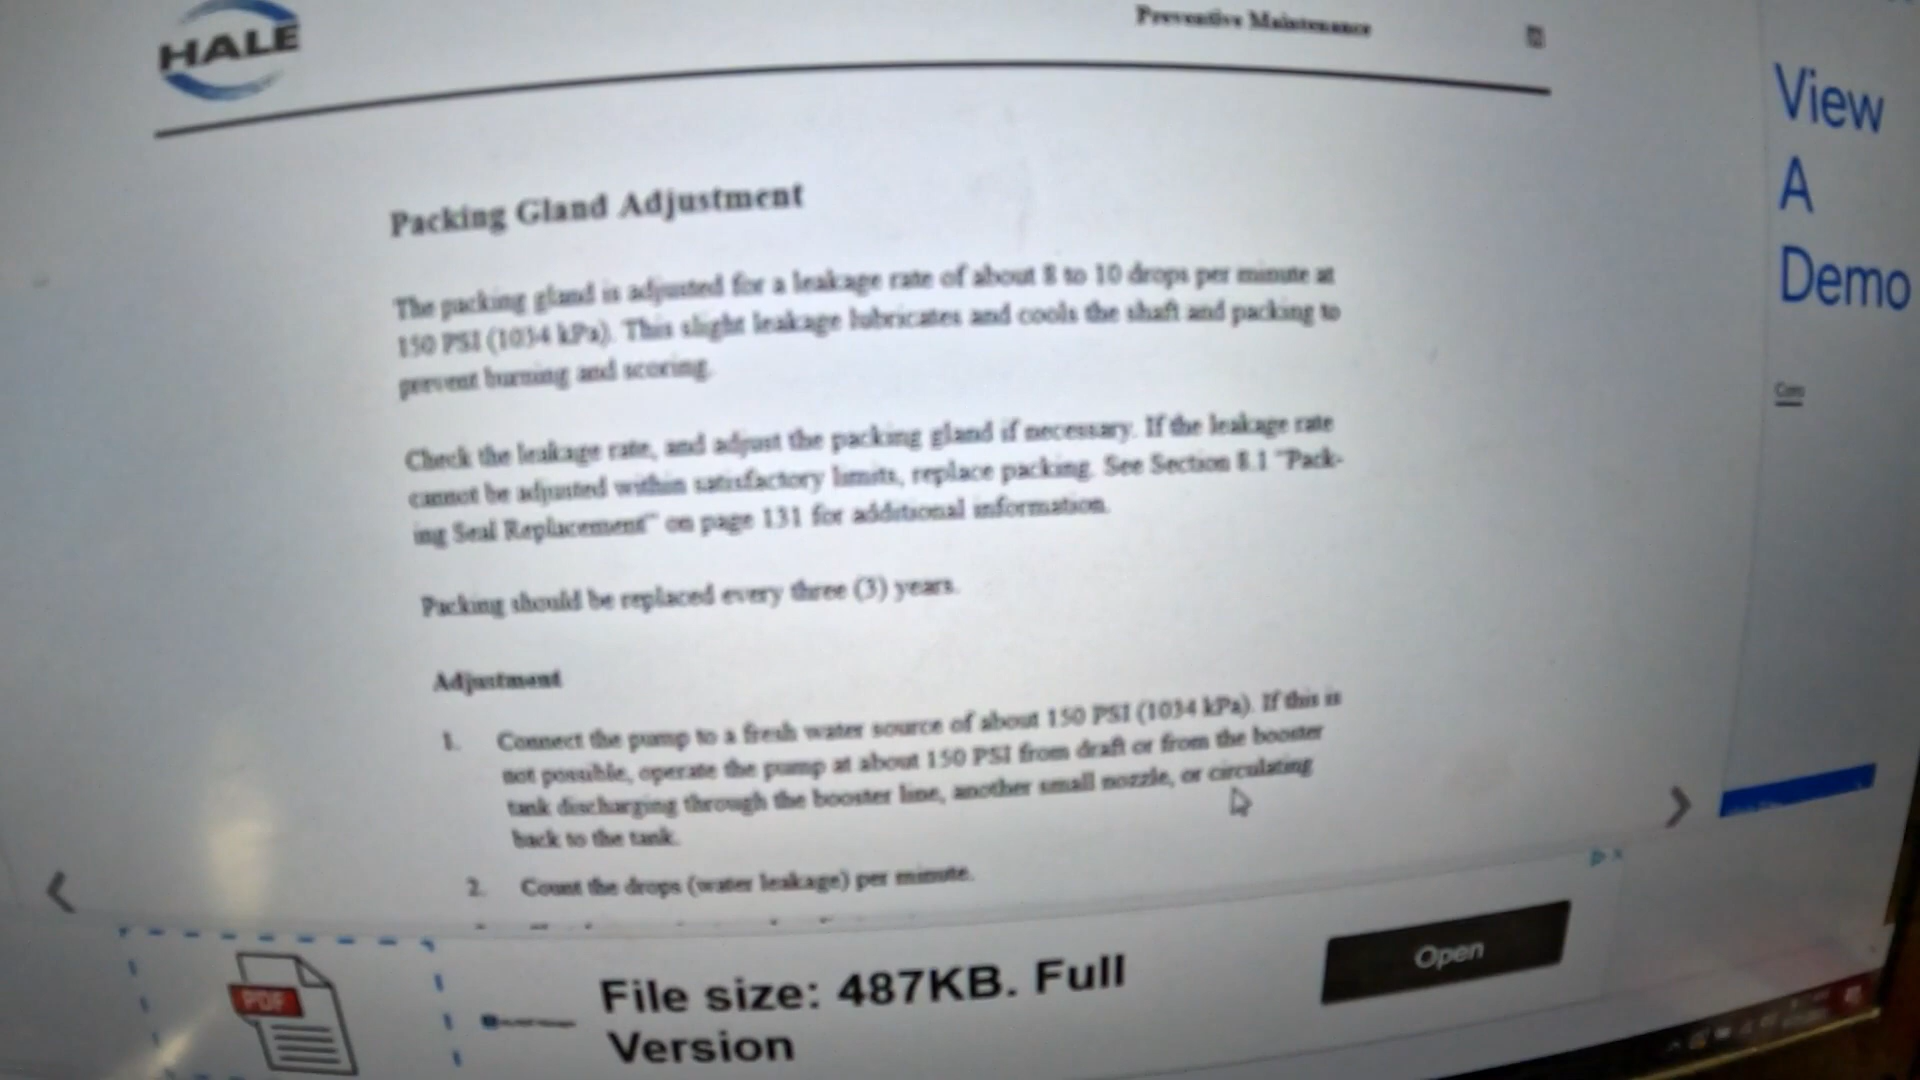 HALE
Preventive Maintenance
Packing Gland Adjustment
The packing gland is adjusted for a leakage rate of about 8 to 10 drops per minute at
150 PSI (1034 kPa). This slight leakage lubricates and cools the shaft and packing to
prevent burning and scoring.
Check the leakage rate, and adjust the packing gland if necessary. If the leakage rate
cannot be adjusted within satisfactory limits, replace packing. See Section 8.1 "Pack-
ing Seal Replacement" on page 131 for additional information.
Packing should be replaced every three (3) years.
Adjustment
1. Connect the pump to a fresh water source of about 150 PSI (1034 kPa). If this is
not possible, operate the pump at about 150 PSI from draft or from the booster
tank discharging through the booster line, another small nozzle, or circulating
back to the tank.
2. Count the drops (water leakage) per minute.
PDF
File size: 487KB. Full
Version
Open
View
A
Demo